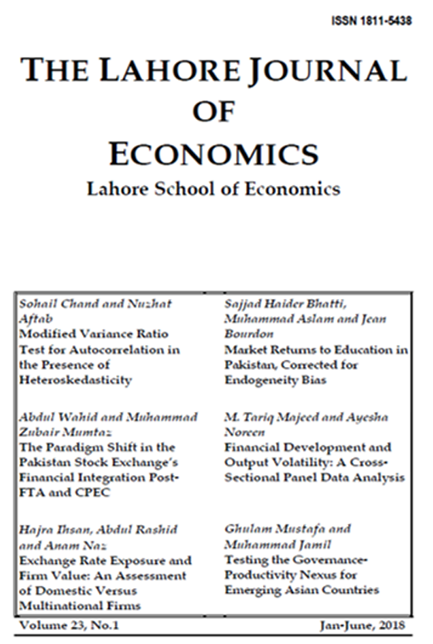 ISSN 1811-5438
THE LAHORE JOURNAL
OF
ECONOMICS
Lahore School of Economics
Sohail Chand and Nuzhat
Aftab
Modified Variance Ratio
Test for Autocorrelation in
the Presence of
Heteroskedasticity
Abdul Wahid and Muhammad
Zubair Mumtaz
The Paradigm Shift in the
Pakistan Stock Exchange's
Financial Integration Post-
FTA and CPEC
Hajra Ihsan, Abdul Rashid
and Anam Naz
Exchange Rate Exposure and
Firm Value: An Assessment
of Domestic Versus
Multinational Firms
Sajjad Haider Bhatti,
Muhammad Aslam and Jean
Bourdon
Market Returns to Education in
Pakistan, Corrected for
Endogeneity Bias
M. Tariq Majeed and Ayesha
Noreen
Financial Development and
Output Volatility: A Cross-
Sectional Panel Data Analysis
Ghulam Mustafa and
Muhammad Jamil
Testing the Governance-
Productivity Nexus for
Emerging Asian Countries
Volume 23, No.1
Jan-June, 2018